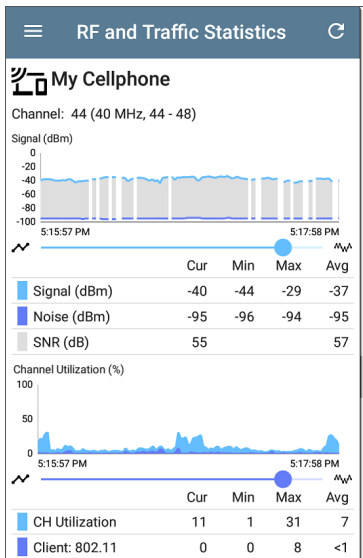 RF and Traffic Statistics
My Cellphone
Channel: 44 (40 MHz, 44 - 48)
Signal (dBm)
0
-20
-40
-60
-80
-100
5:15:57 PM 5:17:58 PM
Cur Min Max Avg
Signal (dBm) -40 -44 -29 -37
Noise (dBm) -95 -96 -94 -95
SNR (dB) 55 57
Channel Utilization (%)
100
50
0
5:15:57 PM 5:17:58 PM
Cur Min Max Avg
CH Utilization 11 1 31 7
Client: 802.11 0 0 8 <1